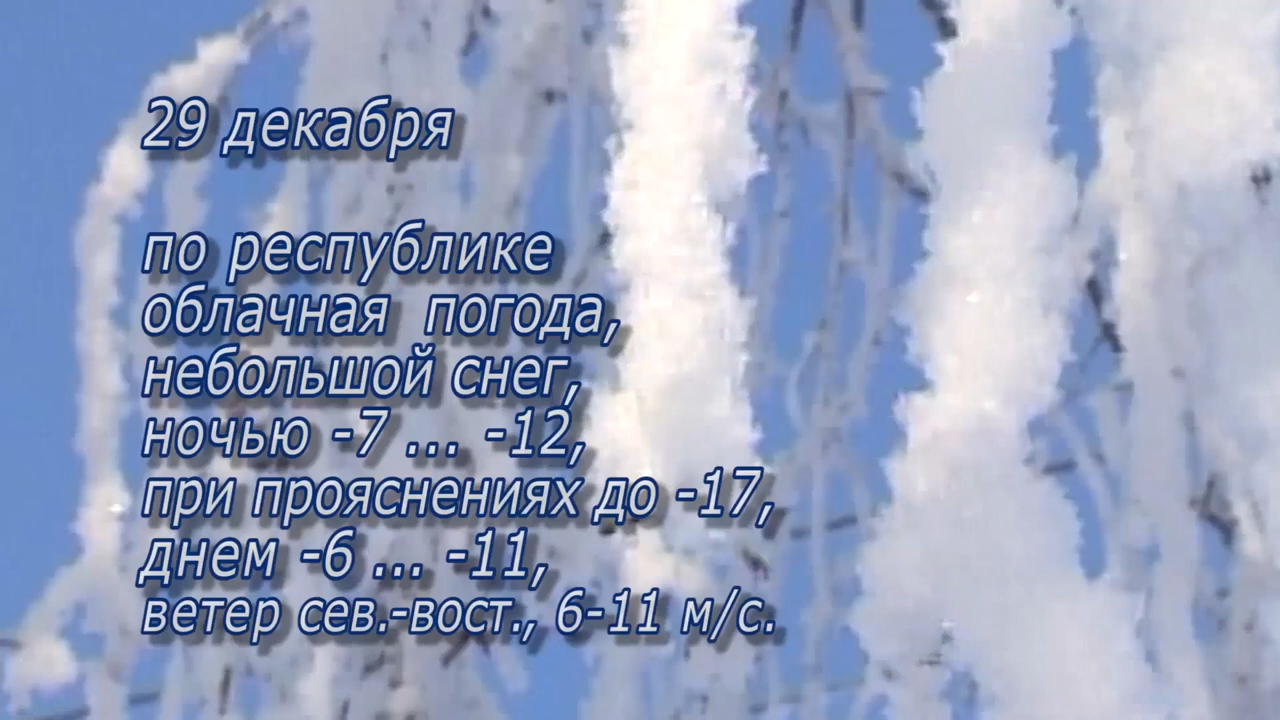 29 декабря
по республике
облачная погода,
небольшой снег,
ночью -7 ... -12,
при прояснениях до -17,
днем -6 ... -11,
ветер сев.-вост., 6-11 м/с.